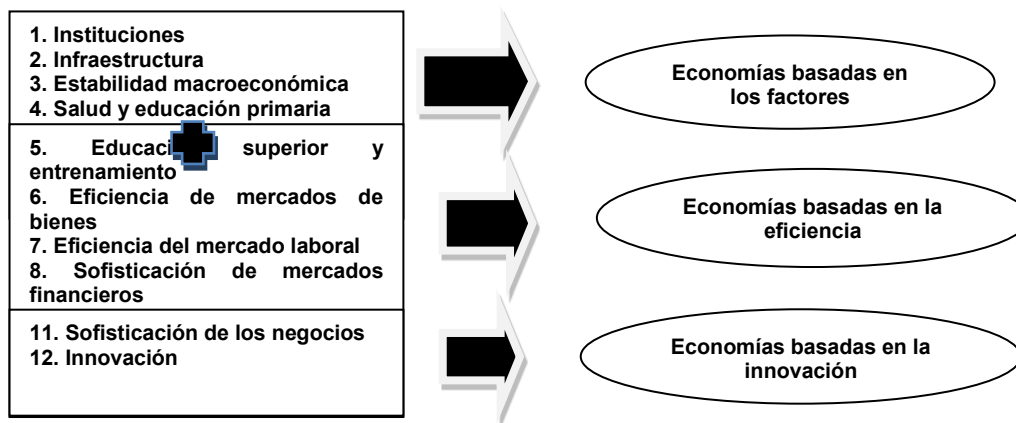 1. Instituciones
2. Infraestructura
3. Estabilidad macroeconómica
4. Salud y educación primaria
5. Educaci superior y
entrenamiento
6. Eficiencia de mercados de
bienes
7. Eficiencia del mercado laboral
8. Sofisticación de mercados
financieros
11. Sofisticación de los negocios
12. Innovación
Economías basadas en
los factores
Economías basadas en la
eficiencia
Economías basadas en la
innovación